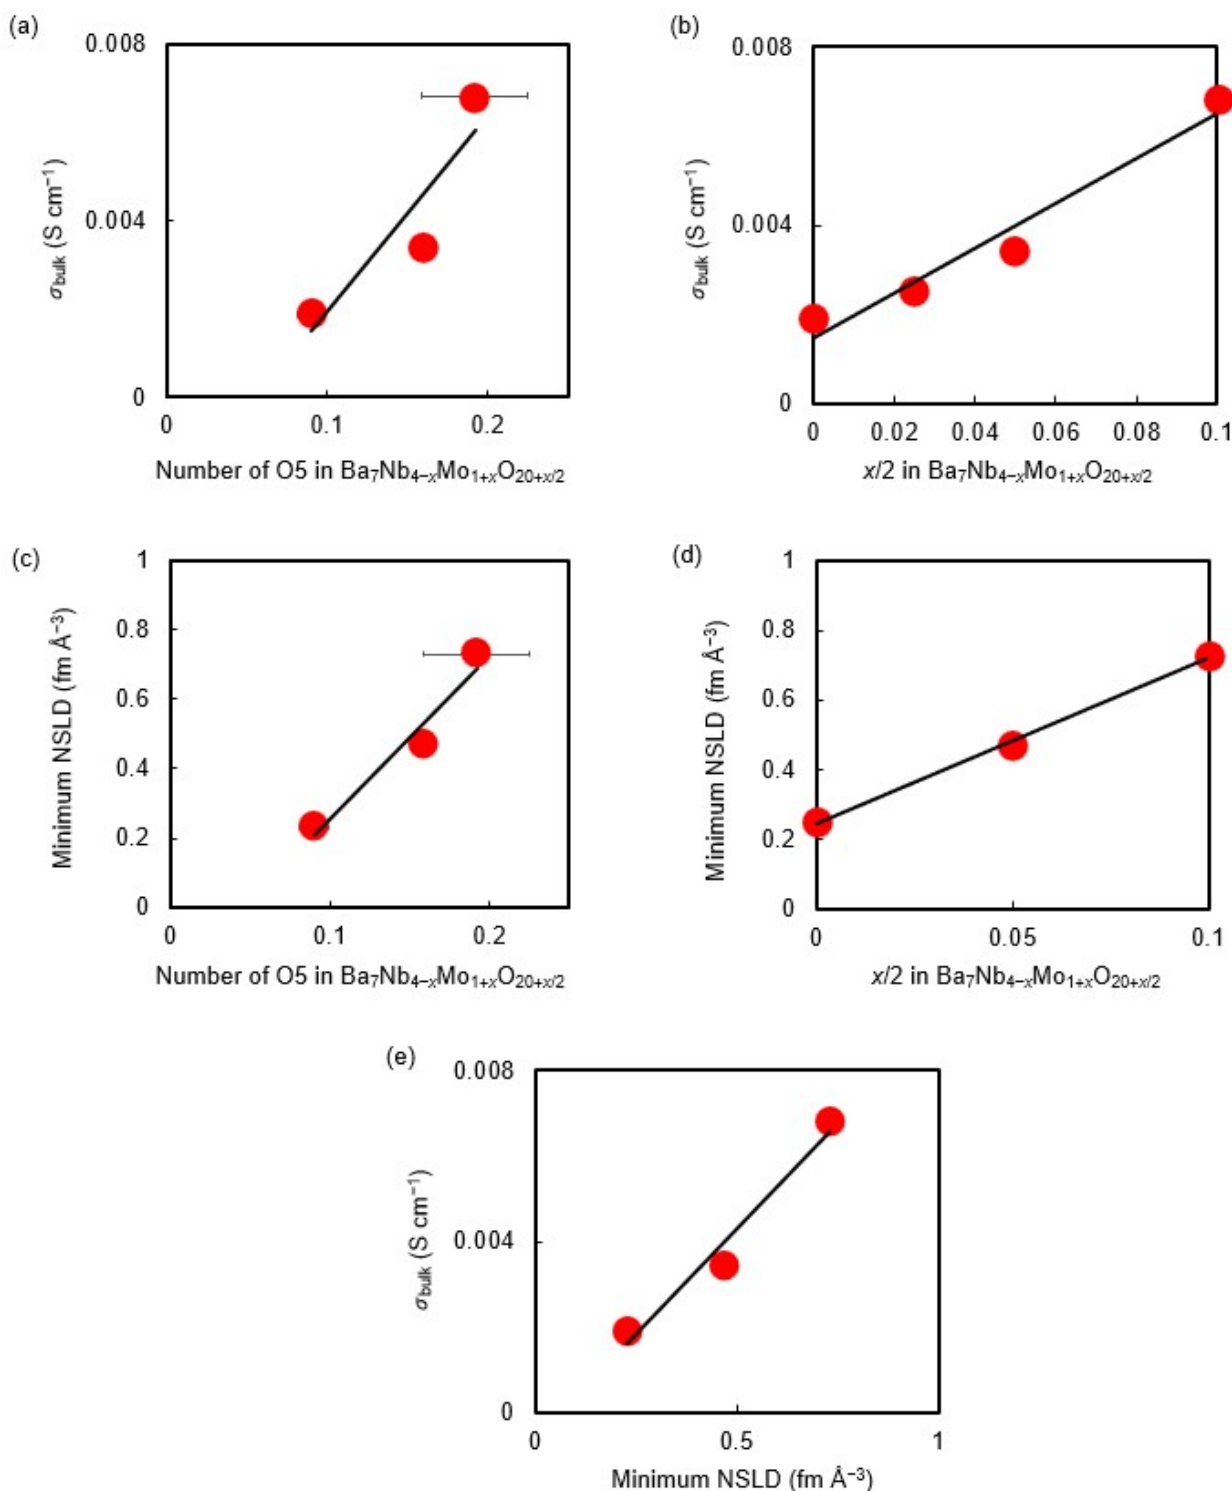 (a)
0.008
0.004
0
σbulk (S cm⁻¹)
0
0.1
0.2
Number of O5 in Ba₇Nb₄₋ₓMo₁₊ₓO₂₀₊ₓ/₂
(b)
0.008
0.004
0
σbulk (S cm⁻¹)
0
0.02
0.04
0.06
0.08
0.1
x/2 in Ba₇Nb₄₋ₓMo₁₊ₓO₂₀₊ₓ/₂
(c)
1
0.8
0.6
0.4
0.2
0
Minimum NSLD (fm Å⁻³)
0
0.1
0.2
Number of O5 in Ba₇Nb₄₋ₓMo₁₊ₓO₂₀₊ₓ/₂
(d)
1
0.8
0.6
0.4
0.2
0
Minimum NSLD (fm Å⁻³)
0
0.05
0.1
x/2 in Ba₇Nb₄₋ₓMo₁₊ₓO₂₀₊ₓ/₂
(e)
0.008
0.004
0
σbulk (S cm⁻¹)
0
0.5
1
Minimum NSLD (fm Å⁻³)